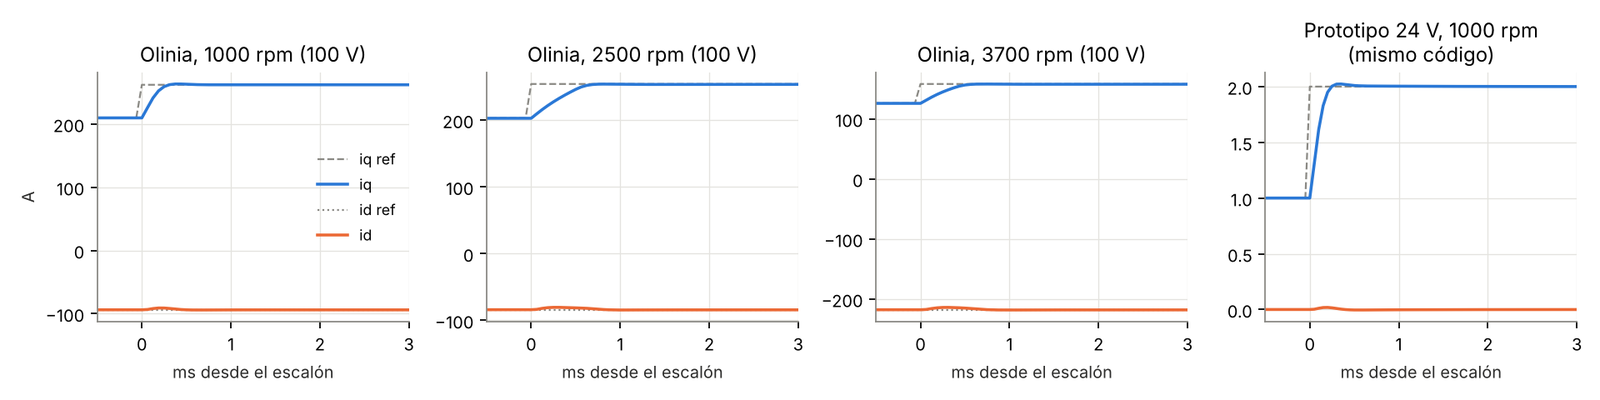 Olinia, 1000 rpm (100 V)
A
200
100
0
−100
iq ref
iq
id ref
id
0 1 2 3
ms desde el escalón
Olinia, 2500 rpm (100 V)
200
100
0
−100
0 1 2 3
ms desde el escalón
Olinia, 3700 rpm (100 V)
100
0
−100
−200
0 1 2 3
ms desde el escalón
Prototipo 24 V, 1000 rpm
(mismo código)
2.0
1.5
1.0
0.5
0.0
0 1 2 3
ms desde el escalón